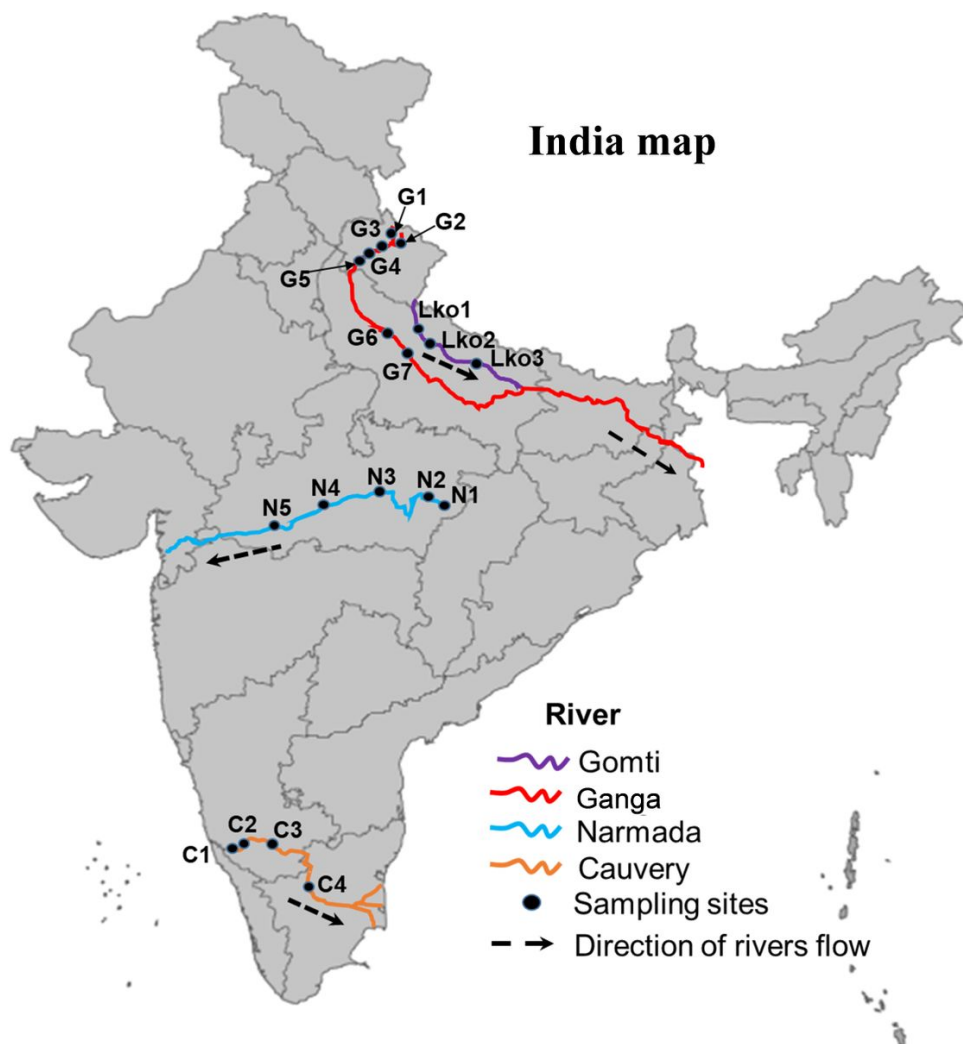 India map
G1
G3
G2
G4
G5
Lko1
G6
Lko2
G7
Lko3
N3
N2
N4
N1
N5
River
Gomti
Ganga
Narmada
Cauvery
Sampling sites
Direction of rivers flow
C2
C3
C1
C4